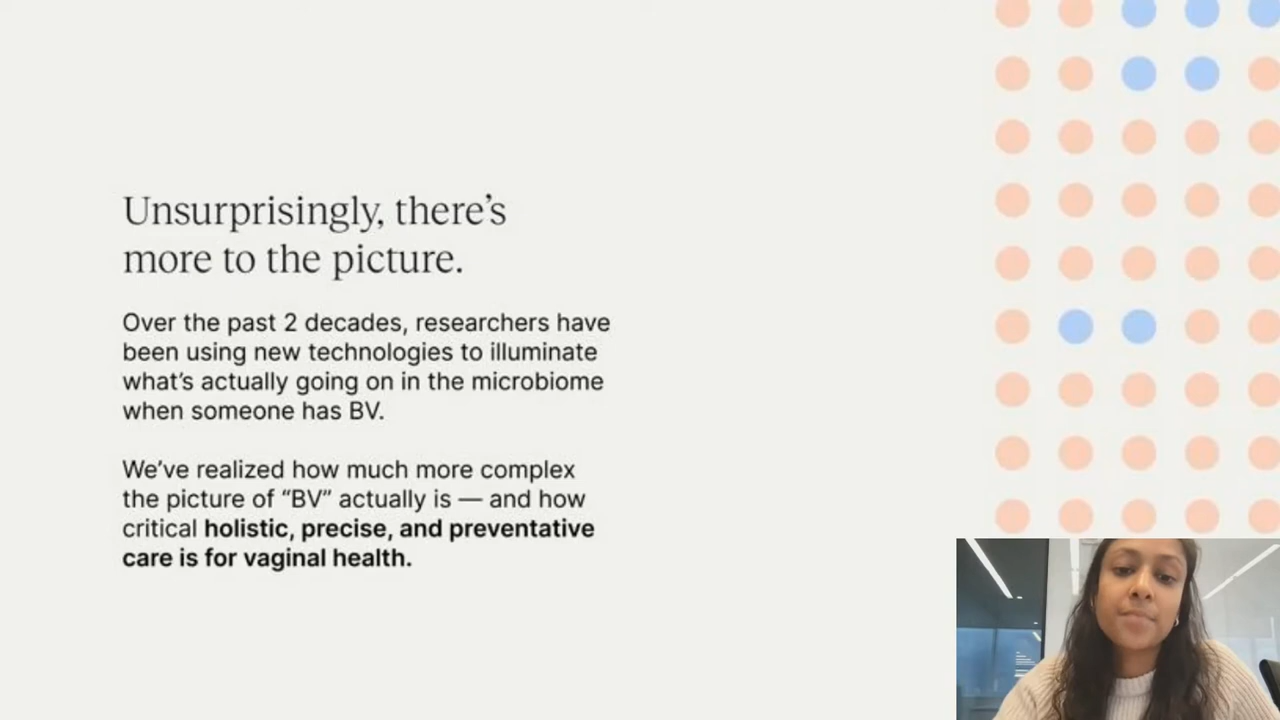 Unsurprisingly, there’s
more to the picture.
Over the past 2 decades, researchers have
been using new technologies to illuminate
what’s actually going on in the microbiome
when someone has BV.
We’ve realized how much more complex
the picture of “BV” actually is — and how
critical holistic, precise, and preventative
care is for vaginal health.